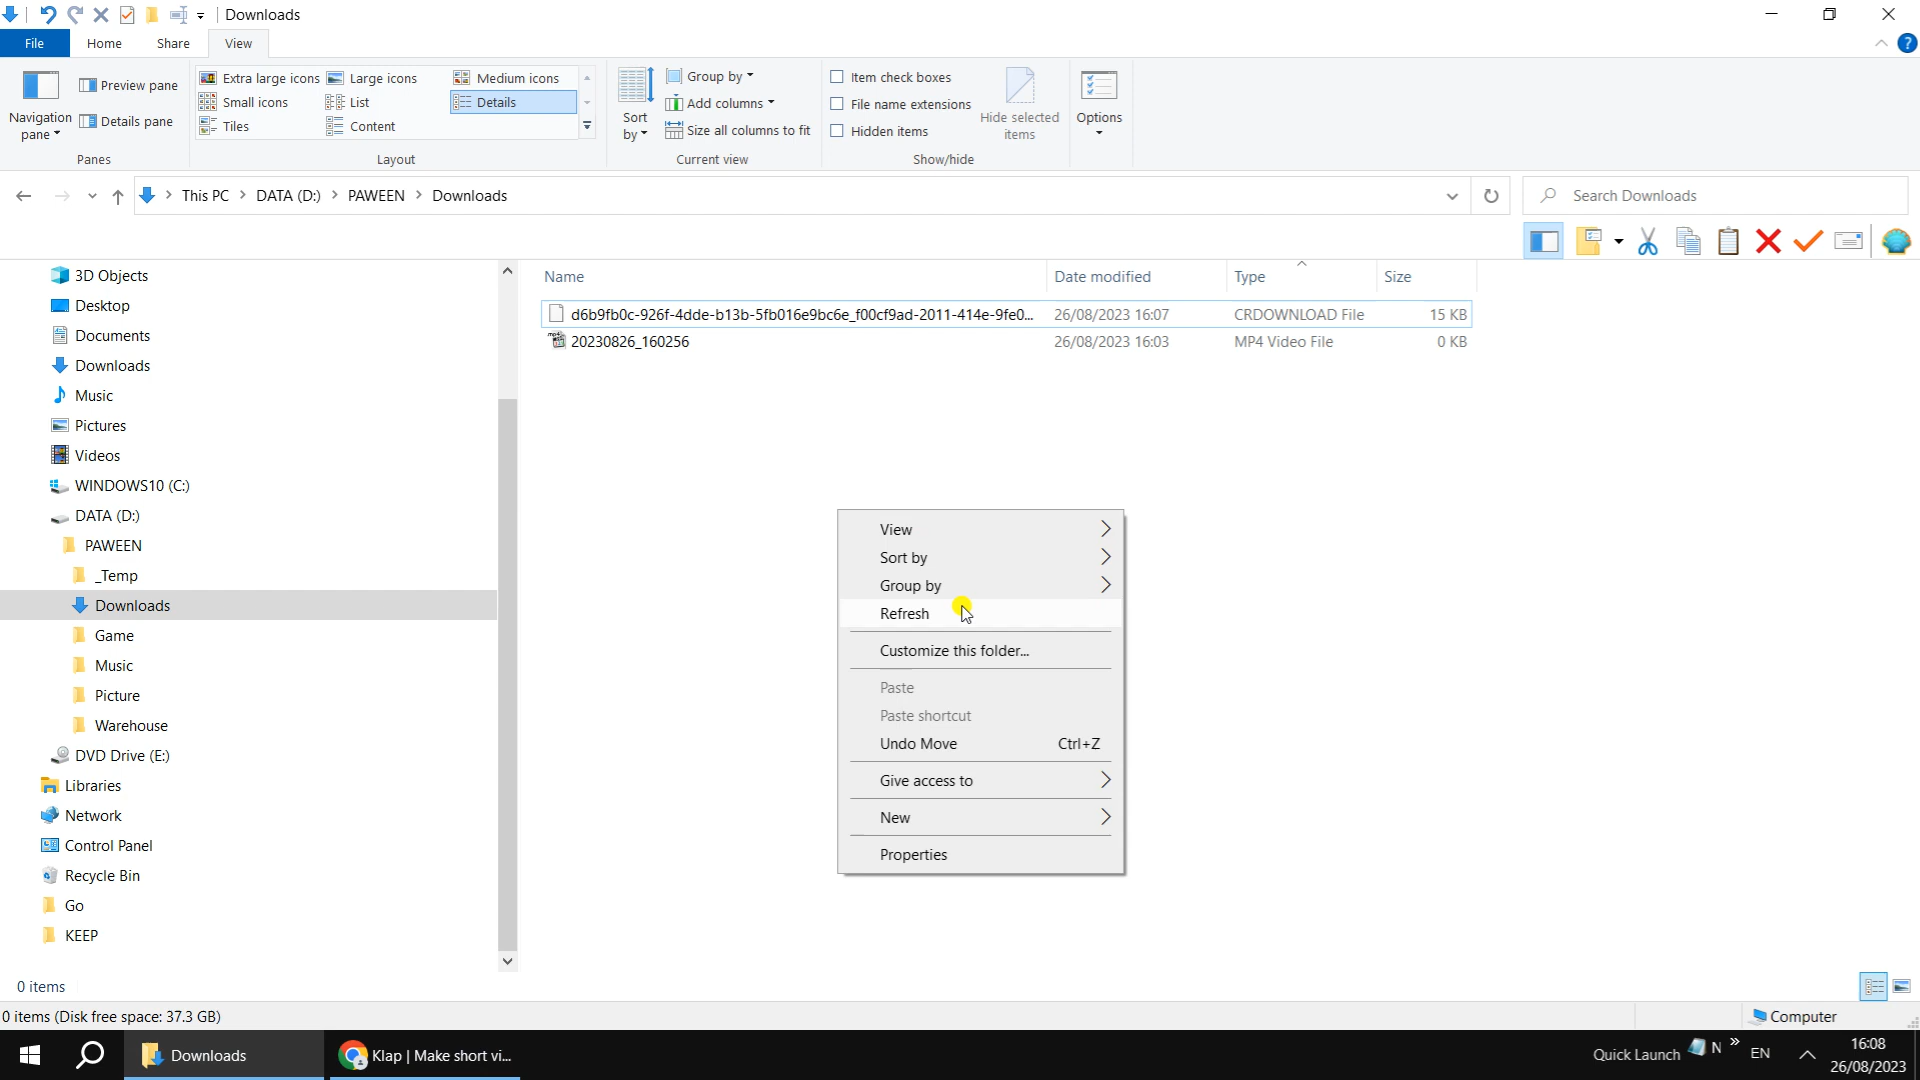 Downloads
File Home Share View
Navigation pane
Preview pane
Details pane
Panes
Extra large icons Large icons Medium icons
Small icons List Details
Tiles Content
Layout
Sort by
Group by
Add columns
Size all columns to fit
Current view
Item check boxes
File name extensions
Hidden items
Hide selected items
Show/hide
Options
This PC DATA (D:) PAWEEN Downloads
Search Downloads
3D Objects
Desktop
Documents
Downloads
Music
Pictures
Videos
WINDOWS10 (C:)
DATA (D:)
PAWEEN
_Temp
Downloads
Game
Music
Picture
Warehouse
DVD Drive (E:)
Libraries
Network
Control Panel
Recycle Bin
Go
KEEP
Name Date modified Type Size
d6b9fb0c-926f-4dde-b13b-5fb016e9bc6e_f00cf9ad-2011-414e-9fe0... 26/08/2023 16:07 CRDOWNLOAD File 15 KB
20230826_160256 26/08/2023 16:03 MP4 Video File 0 KB
View
Sort by
Group by
Refresh
Customize this folder...
Paste
Paste shortcut
Undo Move Ctrl+Z
Give access to
New
Properties
0 items
0 items (Disk free space: 37.3 GB)
Computer
Downloads
Klap | Make short vi...
Quick Launch N » EN
16:08
26/08/2023